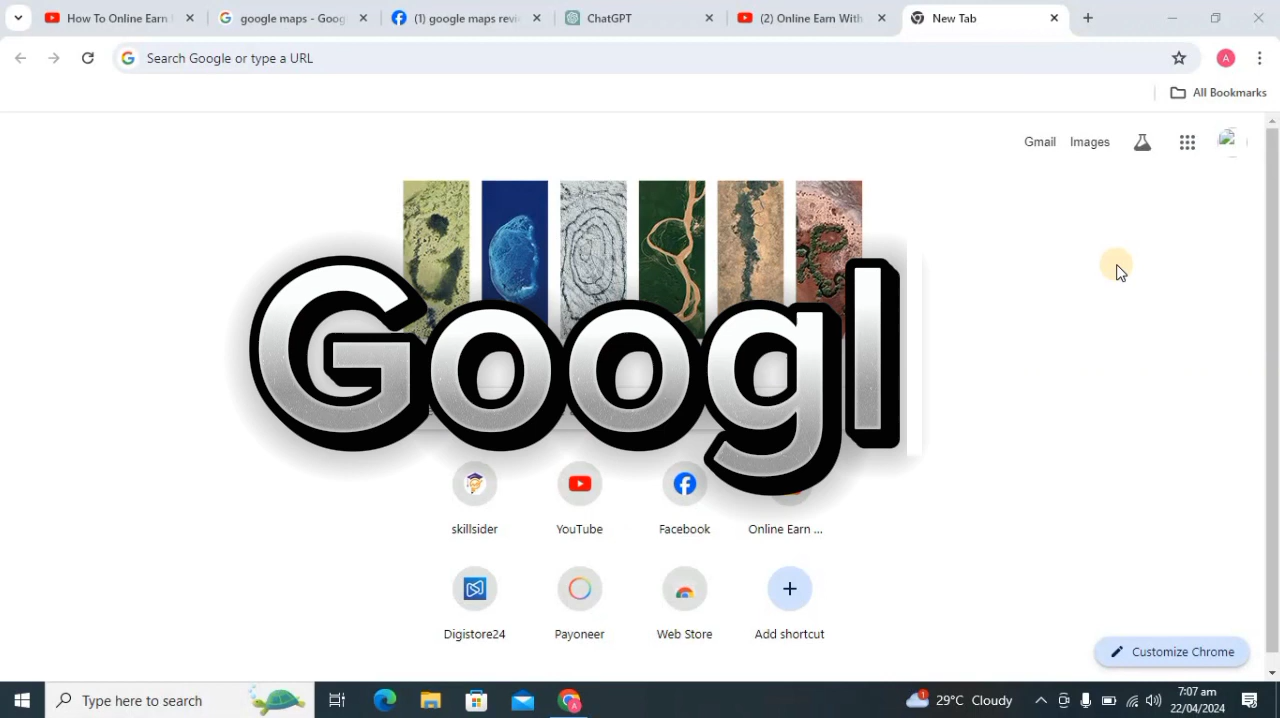 How To Online Earn
google maps - Goog
(1) google maps revi
ChatGPT
(2) Online Earn With
New Tab
Search Google or type a URL
All Bookmarks
Gmail
Images
Googl
skillsider
YouTube
Facebook
Online Earn ...
Digistore24
Payoneer
Web Store
Add shortcut
Customize Chrome
Type here to search
1
29°C Cloudy
7:07 am
22/04/2024
A